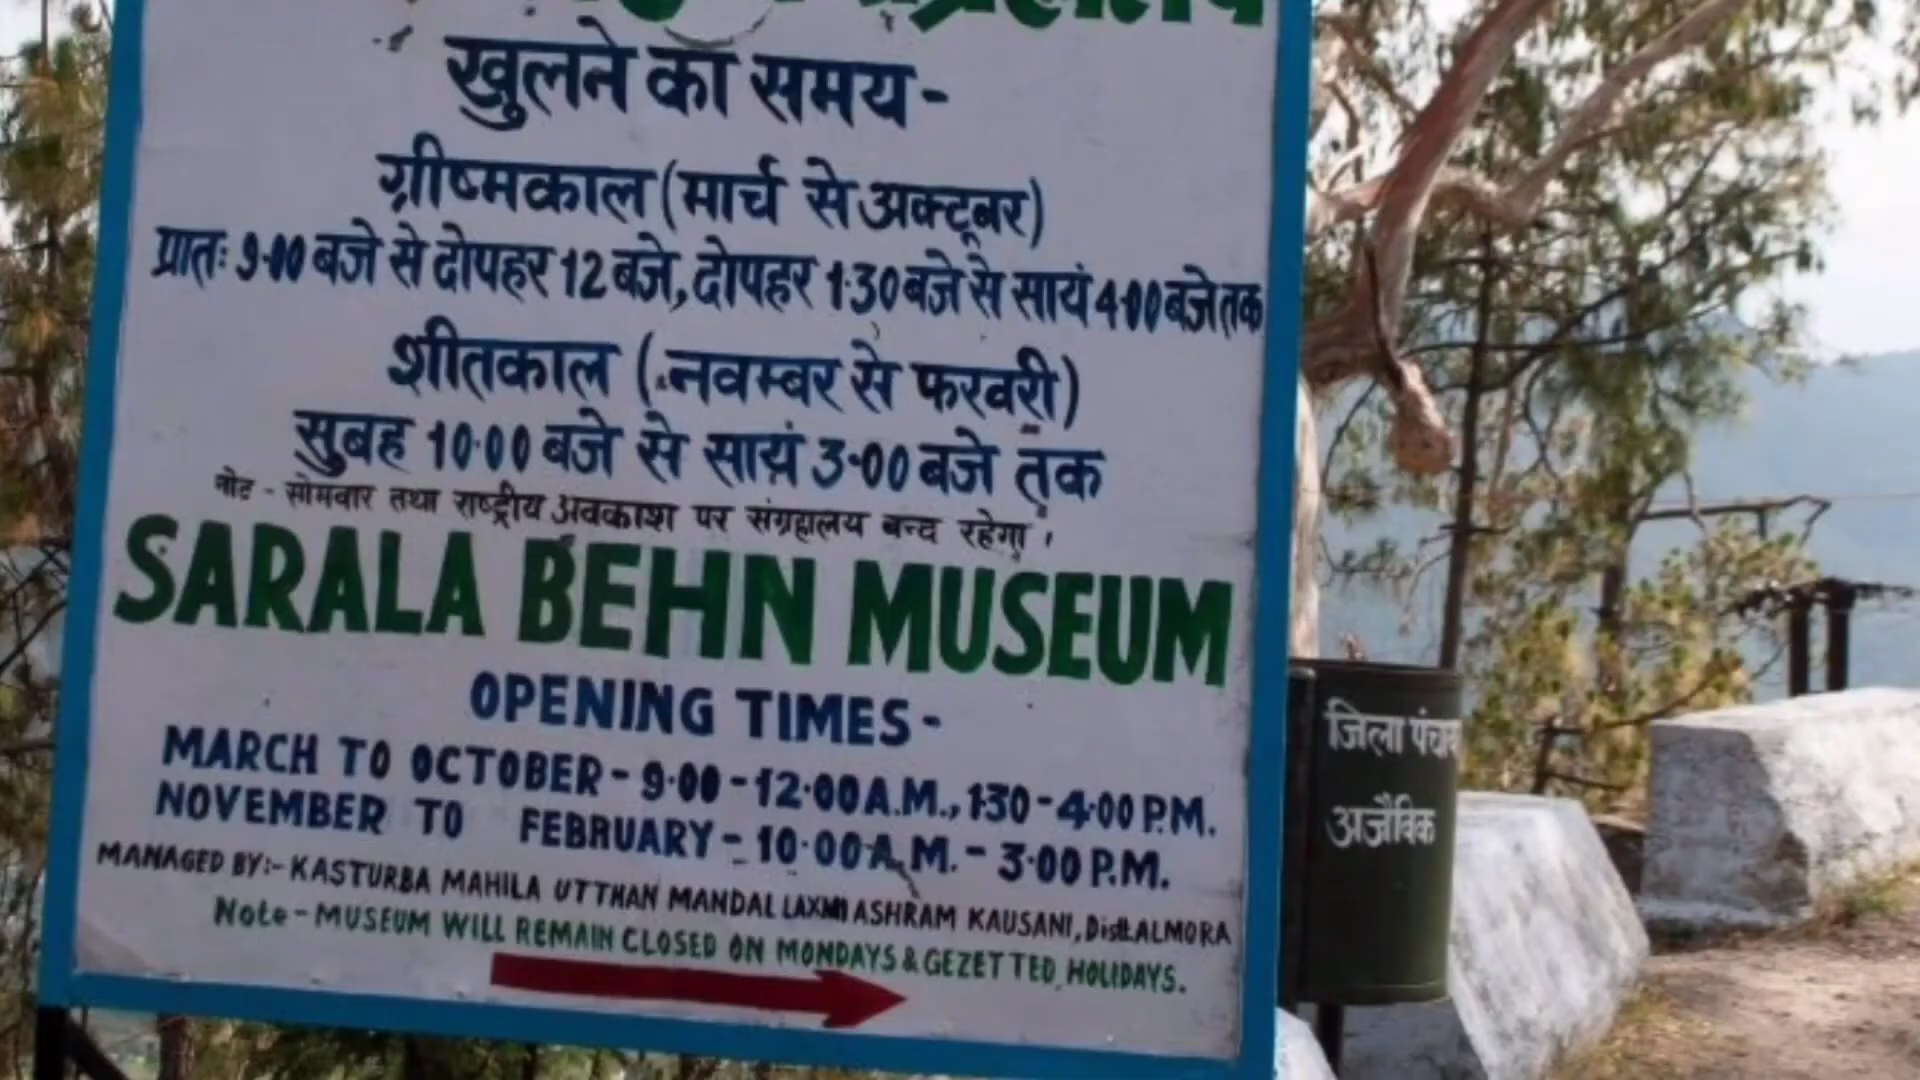 संग्रहालय
खुलने का समय-
ग्रीष्मकाल (मार्च से अक्टूबर)
प्रातः 9·00 बजे से दोपहर 12 बजे, दोपहर 1·30 बजे से सायं 4·00 बजे तक
शीतकाल (नवम्बर से फरवरी)
सुबह 10·00 बजे से सायं 3·00 बजे तक
नोट - सोमवार तथा राष्ट्रीय अवकाश पर संग्रहालय बन्द रहेगा।
SARALA BEHN MUSEUM
OPENING TIMES-
MARCH TO OCTOBER - 9·00 - 12·00 A.M., 1·30 - 4·00 P.M.
NOVEMBER TO FEBRUARY - 10·00 A.M. - 3·00 P.M.
MANAGED BY:- KASTURBA MAHILA UTTHAN MANDAL LAXMI ASHRAM KAUSANI, Distt. ALMORA
Note - MUSEUM WILL REMAIN CLOSED ON MONDAYS & GEZETTED HOLIDAYS.
जिला
अजैविक